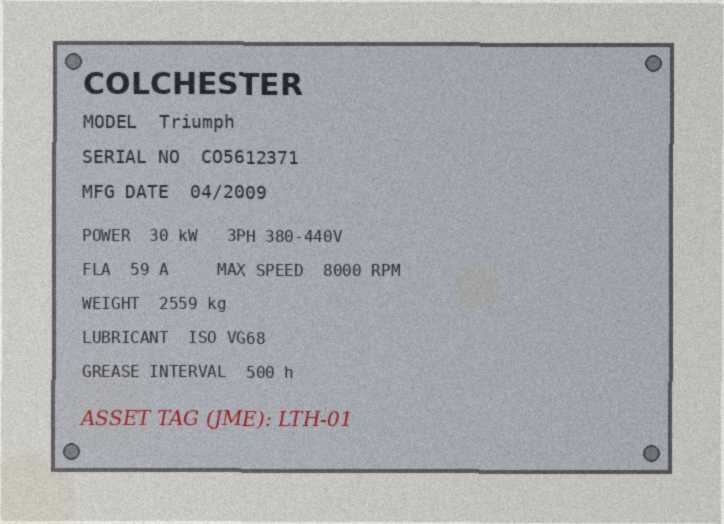 COLCHESTER
MODEL Triumph
SERIAL NO CO5612371
MFG DATE 04/2009
POWER 30 kW 3PH 380-440V
FLA 59 A MAX SPEED 8000 RPM
WEIGHT 2559 kg
LUBRICANT ISO VG68
GREASE INTERVAL 500 h
ASSET TAG (JME): LTH-01